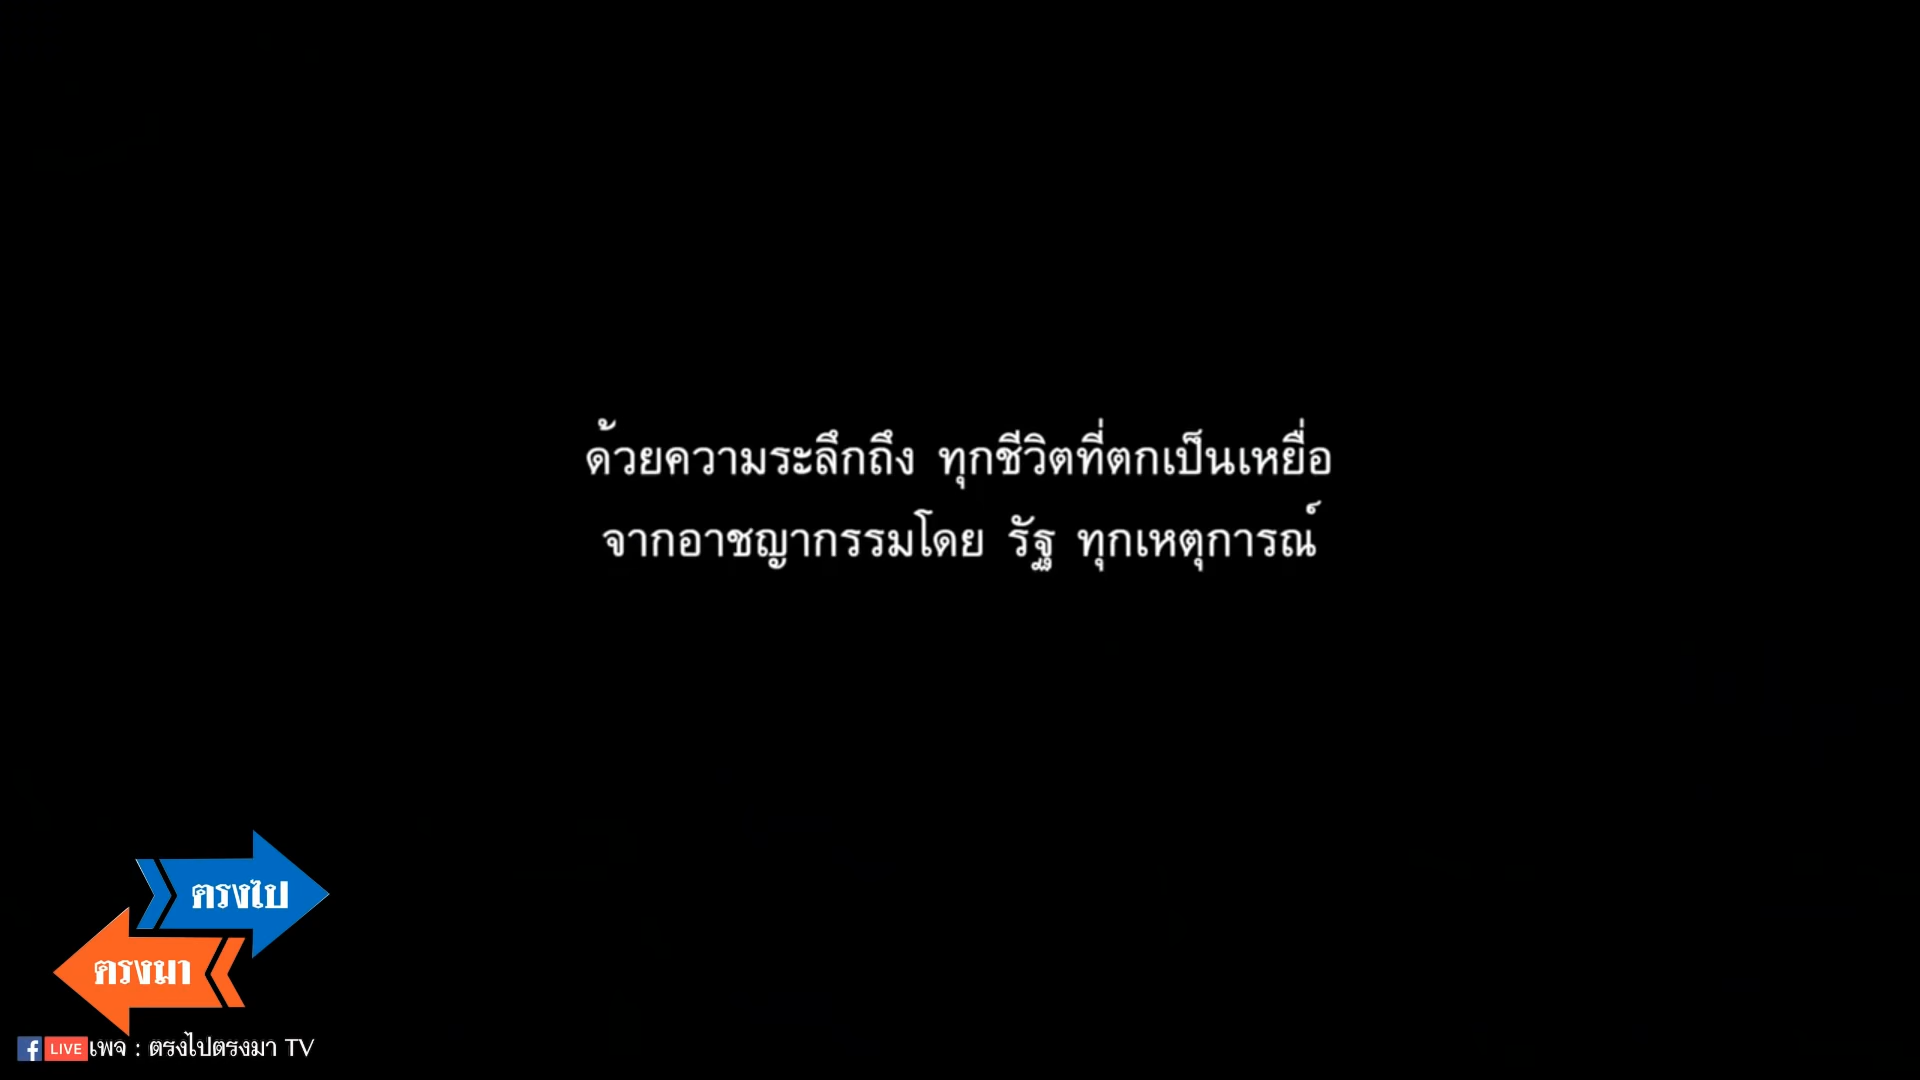 ด้วยความระลึกถึง ทุกชีวิตที่ตกเป็นเหยื่อ
จากอาชญากรรมโดย รัฐ ทุกเหตุการณ์
ตรงไป
ตรงมา
f LIVE เพจ : ตรงไปตรงมา TV